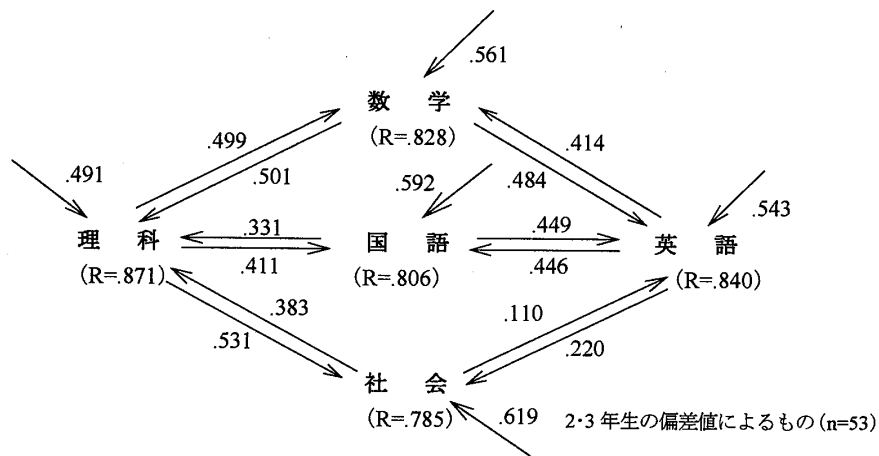 .561
数 学
(R=.828)
.499
.414
.491
.501
.592
.484
.543
.331
.449
理 科
国 語
英 語
.411
.446
(R=.871)
(R=.806)
(R=.840)
.383
.110
.531
.220
社 会
(R=.785)
.619
2・3年生の偏差値によるもの(n=53)